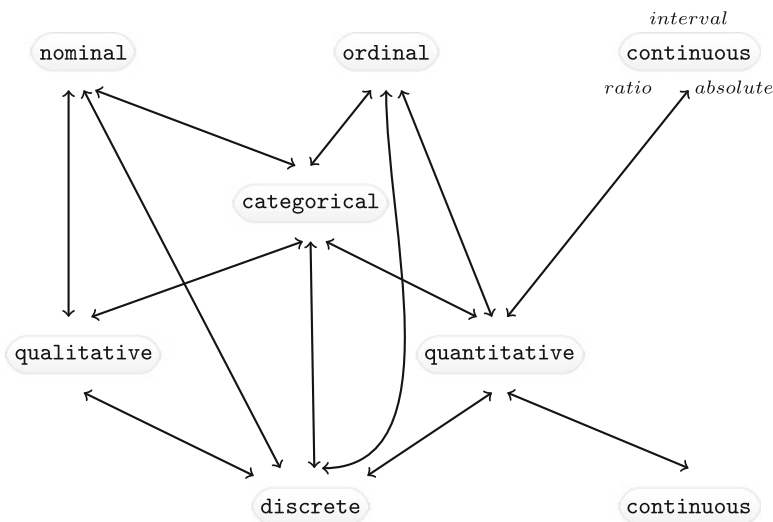 interval
nominal
ordinal
continuous
ratio
absolute
categorical
qualitative
quantitative
discrete
continuous